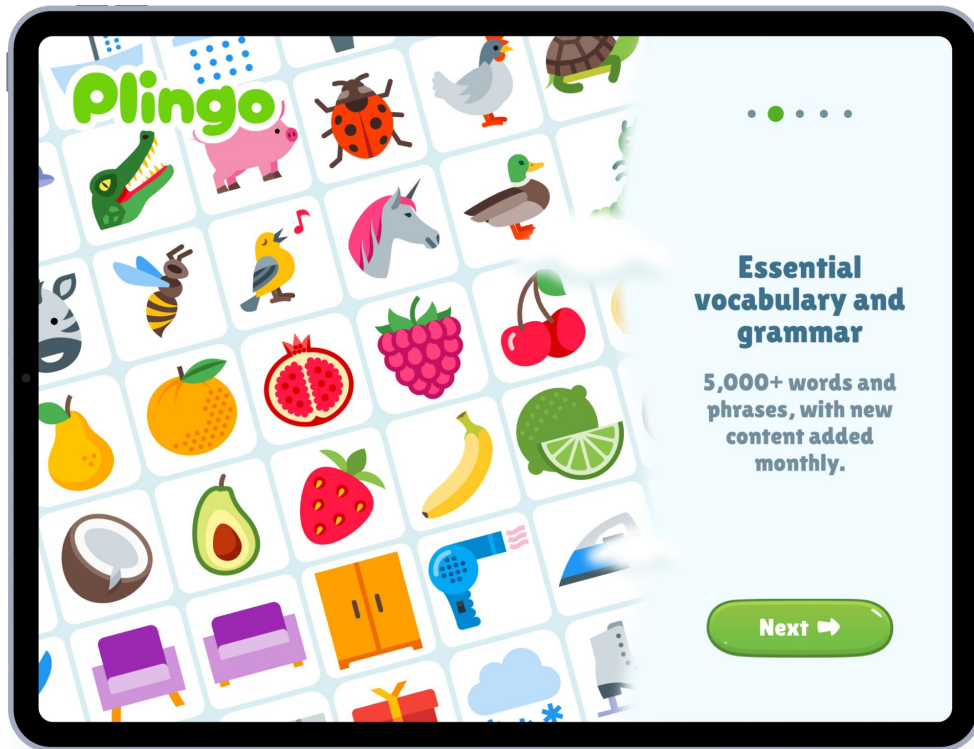 Plingo
Essential
vocabulary and
grammar
5,000+ words and
phrases, with new
content added
monthly.
Next